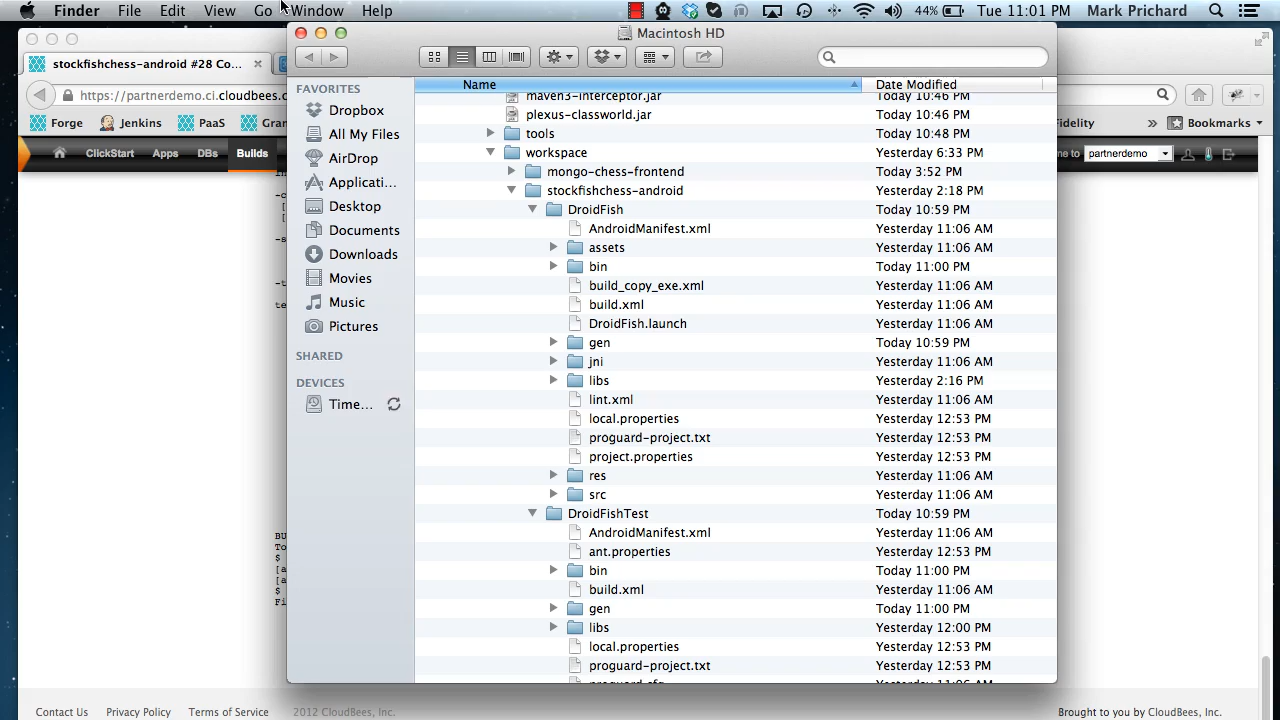 Finder File Edit View Go Window Help 44% Tue 11:01 PM Mark Prichard
Macintosh HD
stockfishchess-android #28 Co...
https://partnerdemo.ci.cloudbees.c
Forge Jenkins PaaS Gran Fidelity » Bookmarks
ClickStart Apps DBs Builds me to partnerdemo
FAVORITES
Dropbox
All My Files
AirDrop
Applicati...
Desktop
Documents
Downloads
Movies
Music
Pictures
SHARED
DEVICES
Time...
Name Date Modified
maven3-interceptor.jar Today 10:46 PM
plexus-classworld.jar Today 10:46 PM
tools Today 10:48 PM
workspace Yesterday 6:33 PM
mongo-chess-frontend Today 3:52 PM
stockfishchess-android Yesterday 2:18 PM
DroidFish Today 10:59 PM
AndroidManifest.xml Yesterday 11:06 AM
assets Yesterday 11:06 AM
bin Today 11:00 PM
build_copy_exe.xml Yesterday 11:06 AM
build.xml Yesterday 11:06 AM
DroidFish.launch Yesterday 11:06 AM
gen Today 10:59 PM
jni Yesterday 11:06 AM
libs Yesterday 2:16 PM
lint.xml Yesterday 11:06 AM
local.properties Yesterday 12:53 PM
proguard-project.txt Yesterday 12:53 PM
project.properties Yesterday 12:53 PM
res Yesterday 11:06 AM
src Yesterday 11:06 AM
DroidFishTest Today 10:59 PM
AndroidManifest.xml Yesterday 11:06 AM
ant.properties Yesterday 12:53 PM
bin Today 11:00 PM
build.xml Yesterday 11:06 AM
gen Today 11:00 PM
libs Yesterday 12:00 PM
local.properties Yesterday 12:53 PM
proguard-project.txt Yesterday 12:53 PM
proguard.cfg Yesterday 11:06 AM
BU
To
$
[a
[a
$
Fi
Contact Us Privacy Policy Terms of Service 2012 CloudBees, Inc. Brought to you by CloudBees, Inc.